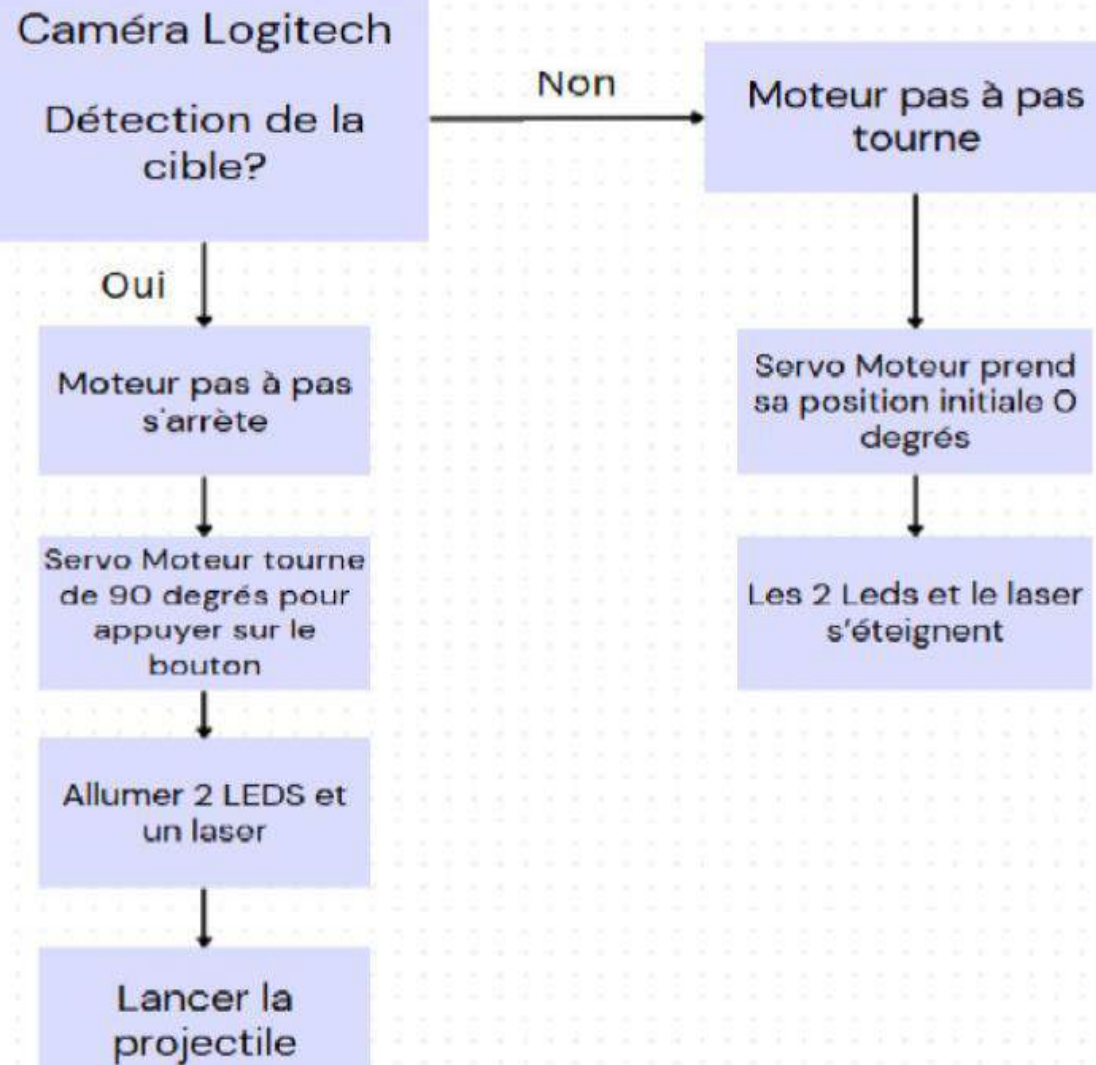 Caméra Logitech
Détection de la
cible?
Non
Moteur pas à pas
tourne
Oui
Moteur pas à pas
s'arrète
Servo Moteur prend
sa position initiale 0
degrés
Servo Moteur tourne
de 90 degrés pour
appuyer sur le
bouton
Les 2 Leds et le laser
s'éteignent
Allumer 2 LEDS et
un laser
Lancer la
projectile